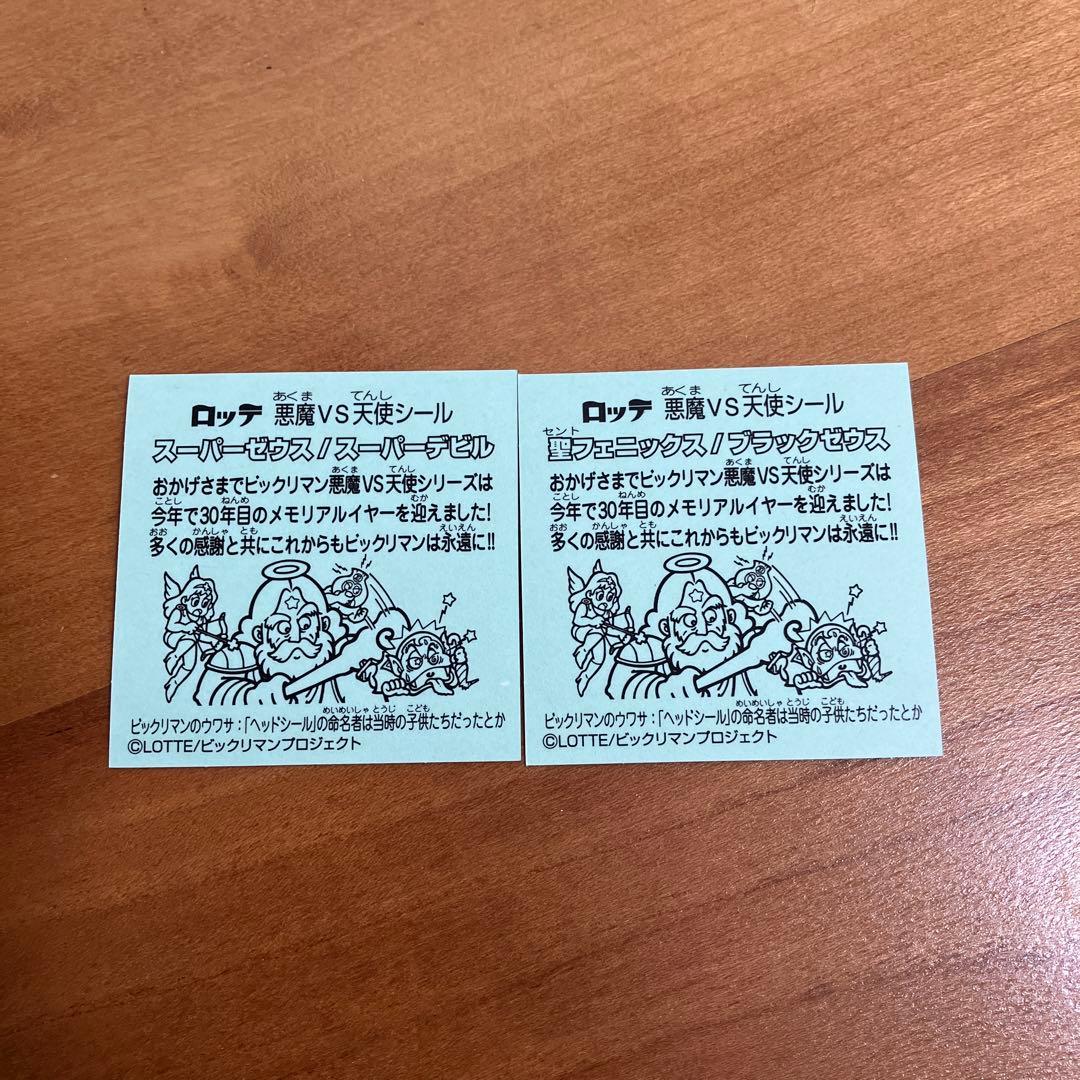 ロッテ 悪魔VS天使シール
あくま てんし
スーパーゼウス/スーパーデビル
おかげさまでビックリマン悪魔VS天使シリーズは
あくま てんし
今年で30年目のメモリアルイヤーを迎えました!
ことし ねんめ むか
多くの感謝と共にこれからもビックリマンは永遠に!!
おお かんしゃ とも えいえん
ビックリマンのウワサ:「ヘッドシール」の命名者は当時の子供たちだったとか
めいめいしゃ とうじ こども
©LOTTE/ビックリマンプロジェクト
ロッテ 悪魔VS天使シール
あくま てんし
聖フェニックス/ブラックゼウス
セント
おかげさまでビックリマン悪魔VS天使シリーズは
あくま てんし
今年で30年目のメモリアルイヤーを迎えました!
ことし ねんめ むか
多くの感謝と共にこれからもビックリマンは永遠に!!
おお かんしゃ とも えいえん
ビックリマンのウワサ:「ヘッドシール」の命名者は当時の子供たちだったとか
めいめいしゃ とうじ こども
©LOTTE/ビックリマンプロジェクト